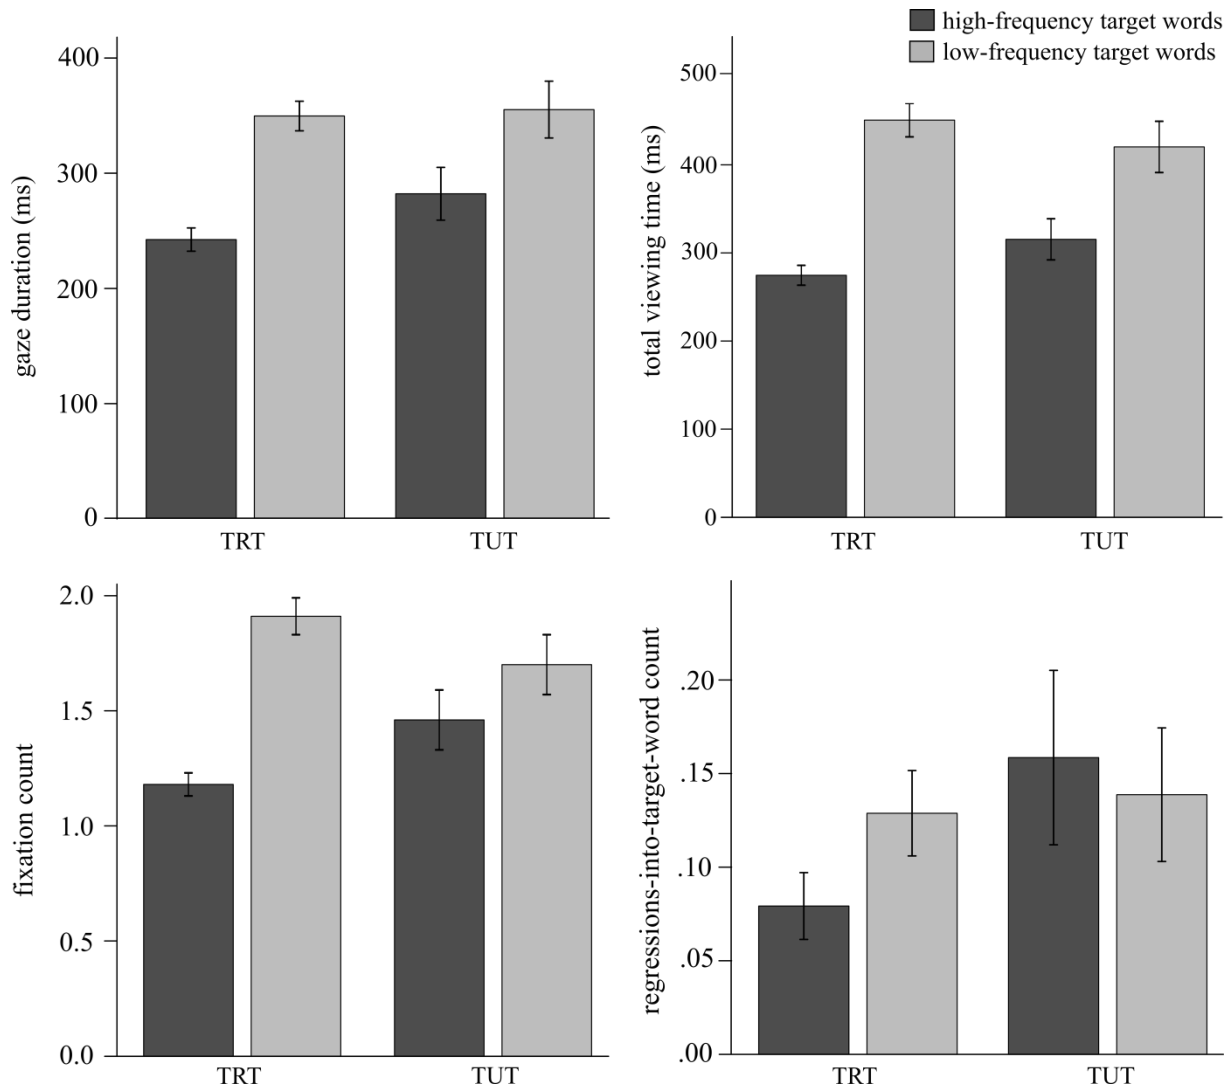 high-frequency target words
low-frequency target words
gaze duration (ms)
400
300
200
100
0
TRT
TUT
total viewing time (ms)
500
400
300
200
100
0
TRT
TUT
fixation count
2.0
1.5
1.0
0.5
0.0
TRT
TUT
regressions-into-target-word count
.20
.15
.10
.05
.00
TRT
TUT